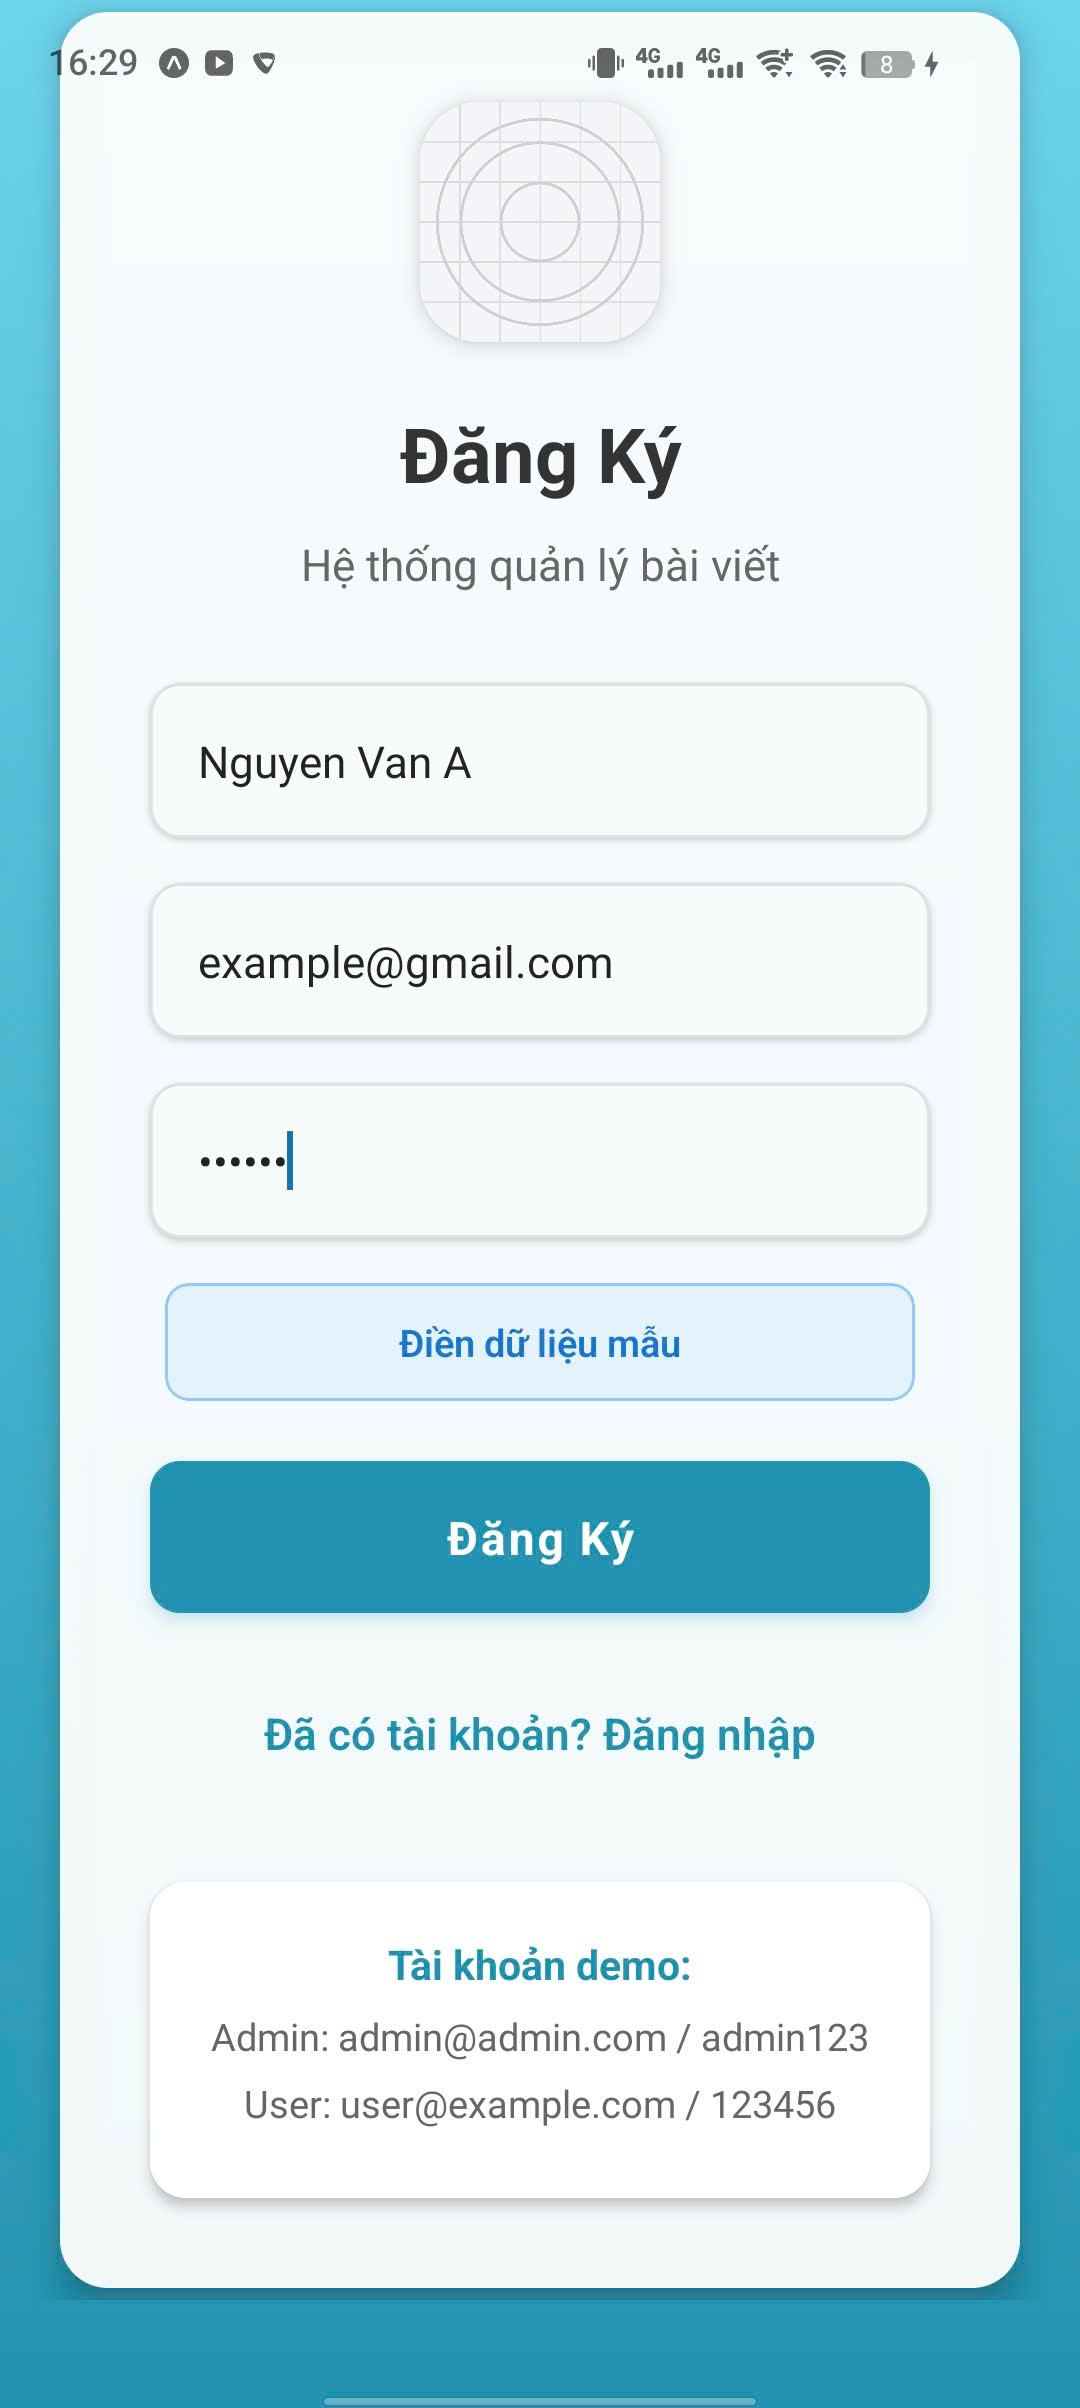 16:29
4G 4G 8
Đăng Ký
Hệ thống quản lý bài viết
Nguyen Van A
example@gmail.com
••••••
Điền dữ liệu mẫu
Đăng Ký
Đã có tài khoản? Đăng nhập
Tài khoản demo:
Admin: admin@admin.com / admin123
User: user@example.com / 123456